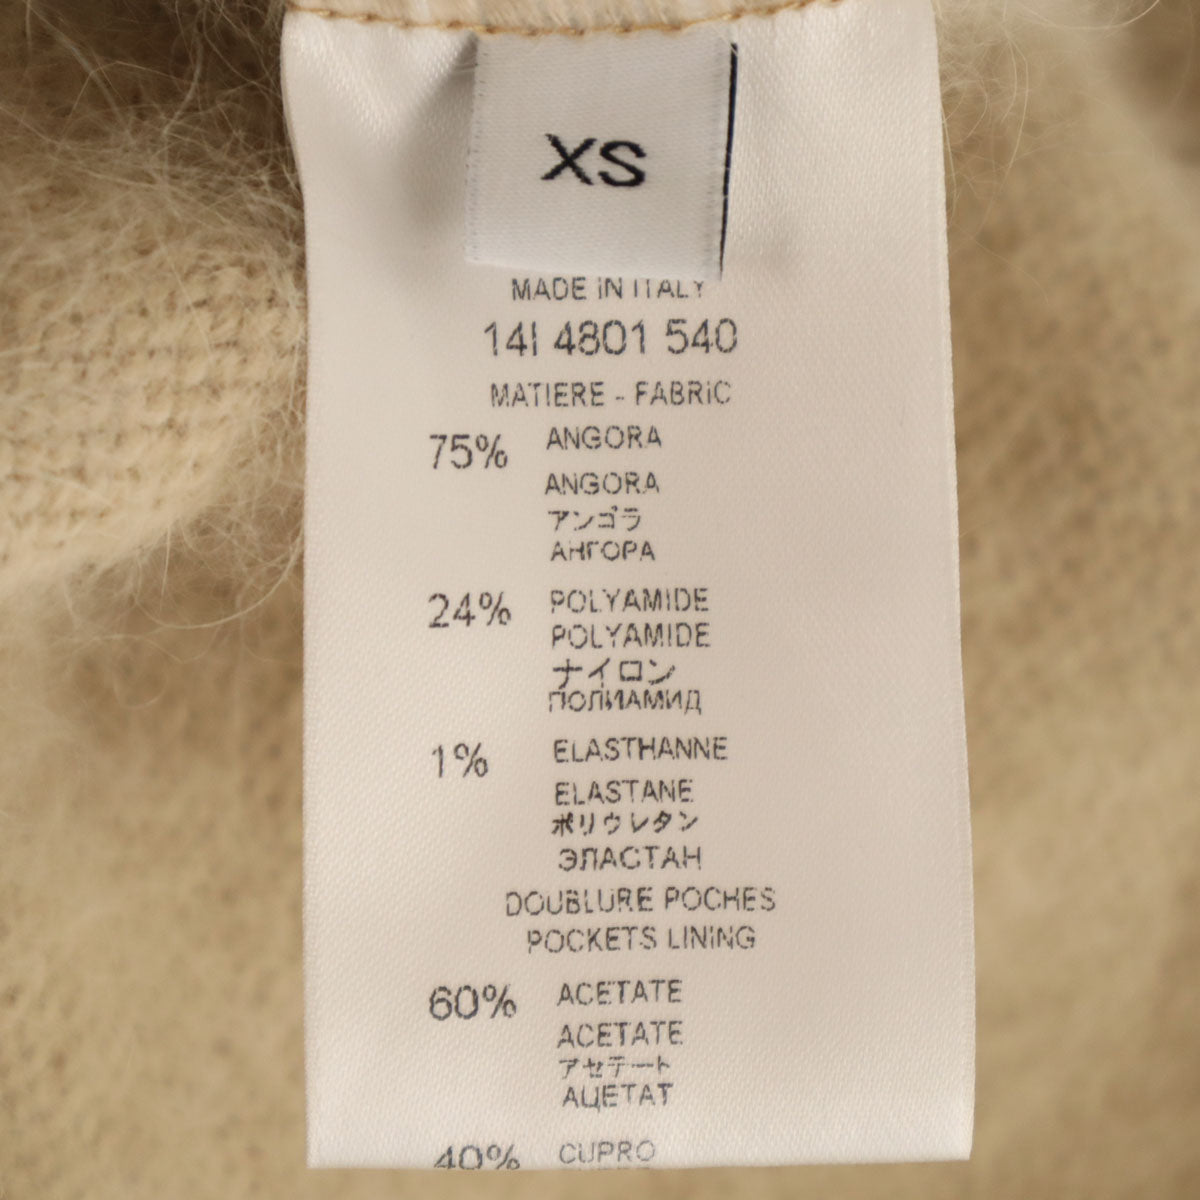 XS
MADE IN ITALY
14I 4801 540
MATIERE - FABRIC
75% ANGORA
ANGORA
アンゴラ
АНГОРА
24% POLYAMIDE
POLYAMIDE
ナイロン
ПОЛИАМИД
1% ELASTHANNE
ELASTANE
ポリウレタン
ЭЛАСТАН
DOUBLURE POCHES
POCKETS LINING
60% ACETATE
ACETATE
アセテート
АЦЕТАТ
40% CUPRO